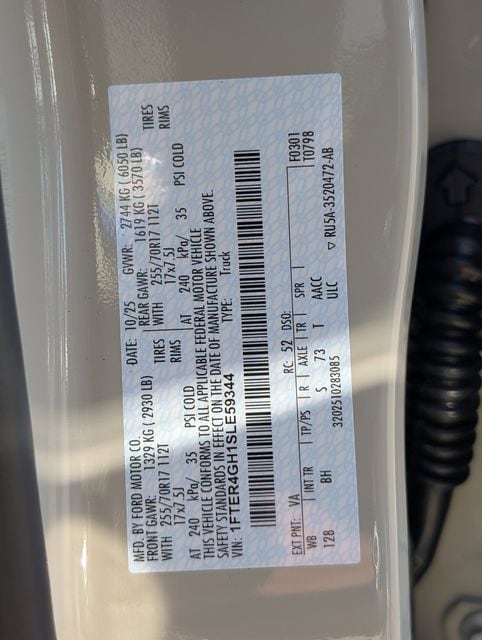 MFD. BY FORD MOTOR CO.
DATE: 10/25 GVWR: 2744 KG ( 6050 LB)
FRONT GAWR: 1329 KG ( 2930 LB)
REAR GAWR: 1619 KG ( 3570 LB)
WITH 255/70R17 112T TIRES
WITH 255/70R17 112T TIRES
17x7.5J RIMS
17x7.5J RIMS
AT 240 kPa/ 35 PSI COLD
AT 240 kPa/ 35 PSI COLD
THIS VEHICLE CONFORMS TO ALL APPLICABLE FEDERAL MOTOR VEHICLE
SAFETY STANDARDS IN EFFECT ON THE DATE OF MANUFACTURE SHOWN ABOVE.
VIN: 1FTER4GH1SLE59344 TYPE: Truck
F0301
T0798
EXT PNT: VA RC: 52 DSO:
WB INT TR TP/PS R AXLE TR SPR
128 BH S 73 T AACC
ULC
3202510283085 ▽ RU5A-3520472-AB